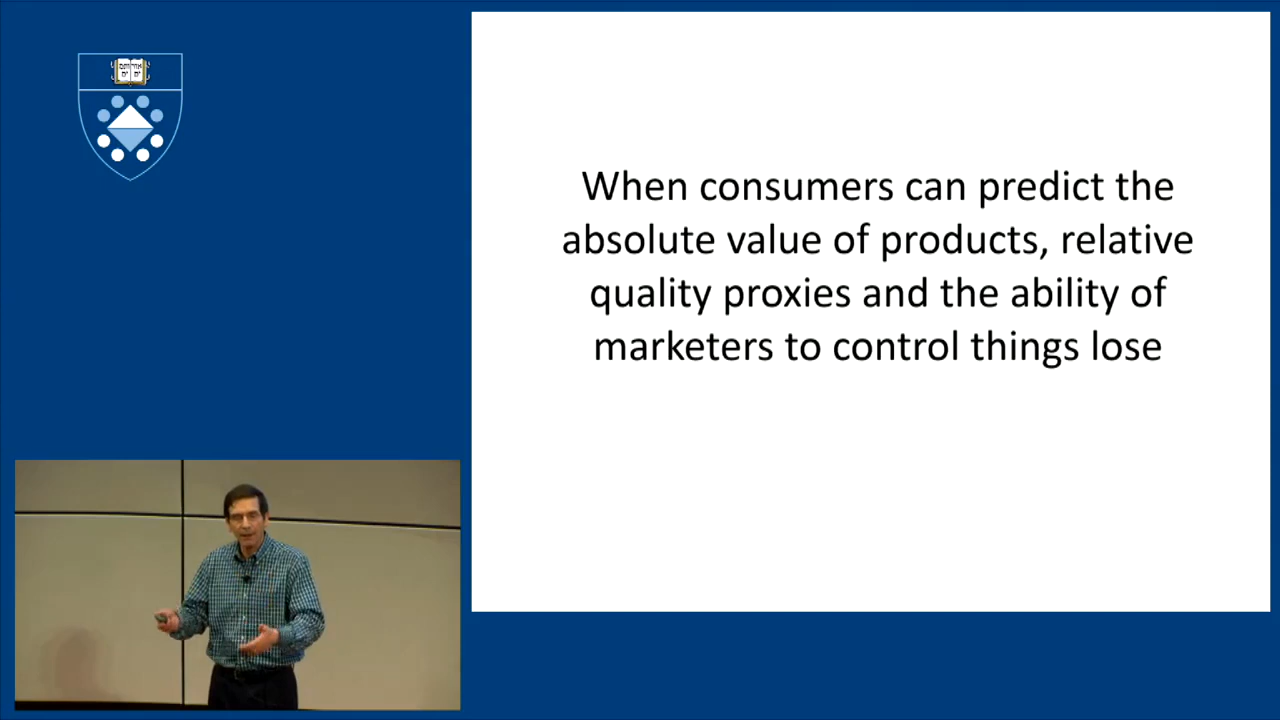 When consumers can predict the
absolute value of products, relative
quality proxies and the ability of
marketers to control things lose